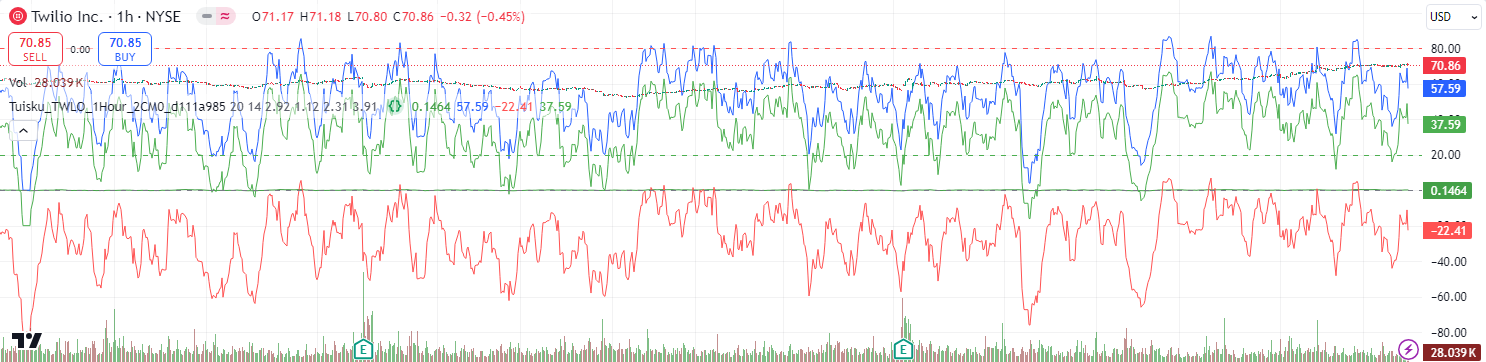 Twilio Inc. · 1h · NYSE O71.17 H71.18 L70.80 C70.86 −0.32 (−0.45%)
USD
70.85 0.00 70.85
SELL BUY
Vol 28.039K
Tuisku_TWLO_1Hour_2CM0_d111a985 20 14 2.92 1.12 2.31 3.91 0.1464 57.59 −22.41 37.59
80.00
70.86
57.59
37.59
20.00
0.1464
−22.41
−40.00
−60.00
−80.00
28.039K
E E